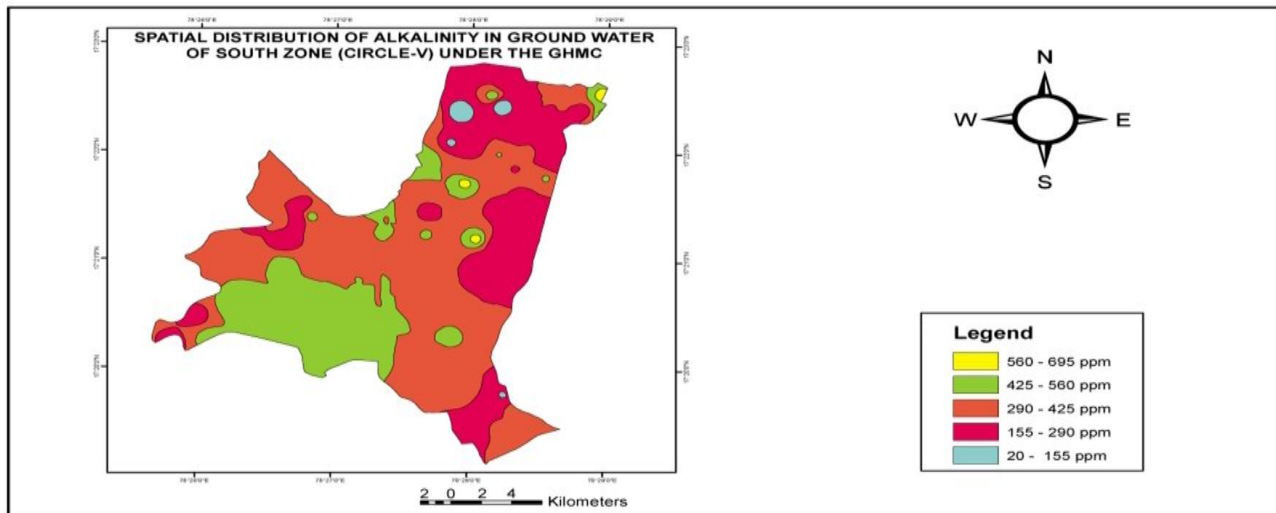 SPATIAL DISTRIBUTION OF ALKALINITY IN GROUND WATER
OF SOUTH ZONE (CIRCLE-V) UNDER THE GHMC
N
W E
S
Legend
560 - 695 ppm
425 - 560 ppm
290 - 425 ppm
155 - 290 ppm
20 - 155 ppm
2 0 2 4
Kilometers